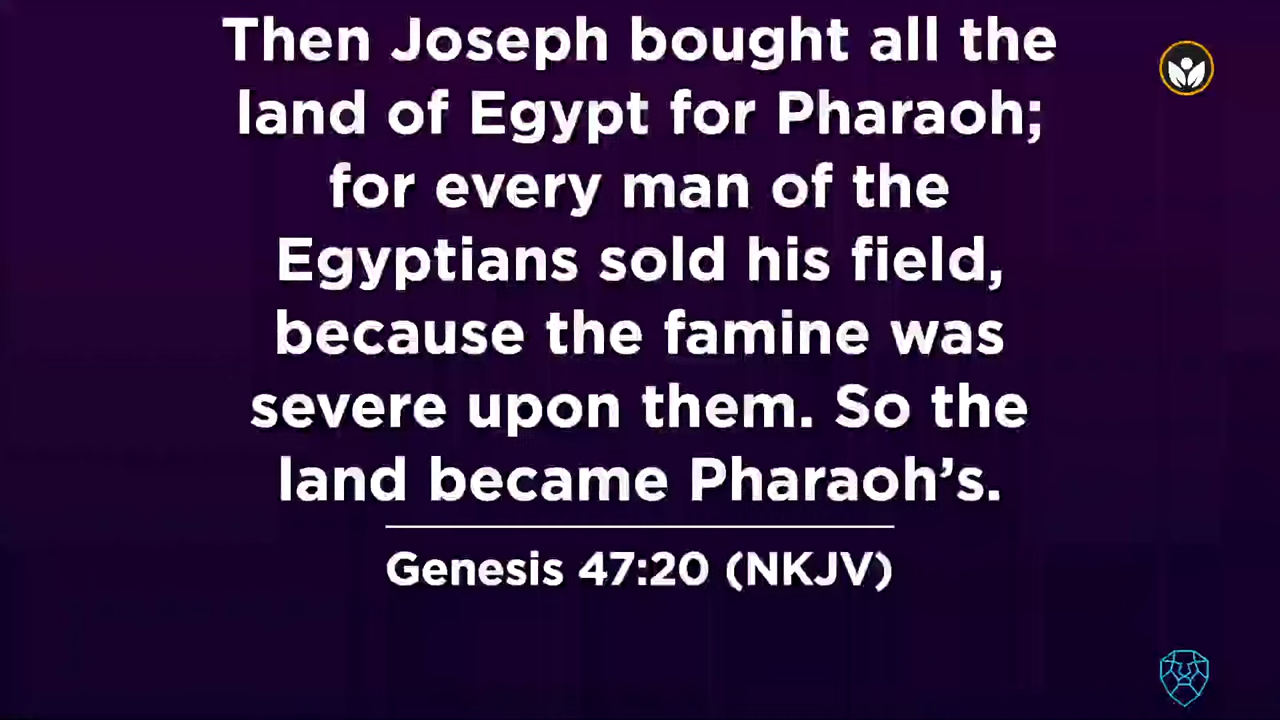 Then Joseph bought all the
land of Egypt for Pharaoh;
for every man of the
Egyptians sold his field,
because the famine was
severe upon them. So the
land became Pharaoh’s.
Genesis 47:20 (NKJV)